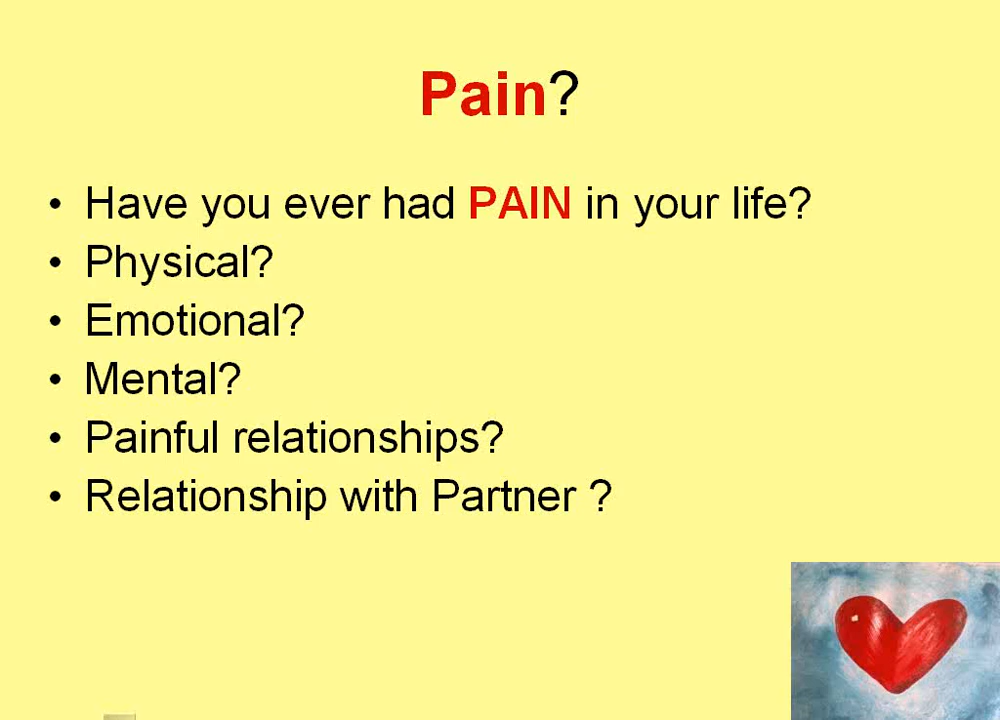 Pain?
• Have you ever had PAIN in your life?
• Physical?
• Emotional?
• Mental?
• Painful relationships?
• Relationship with Partner ?